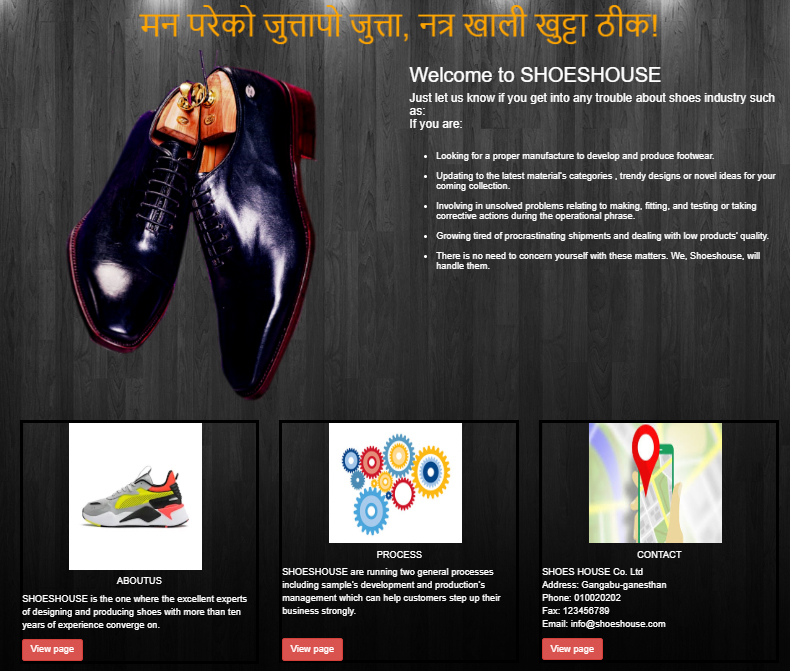 मन परेको जुत्तापो जुत्ता, नत्र खाली खुट्टा ठीक!
Welcome to SHOESHOUSE
Just let us know if you get into any trouble about shoes industry such
as:
If you are:
Looking for a proper manufacture to develop and produce footwear.
Updating to the latest material's categories , trendy designs or novel ideas for your
coming collection.
Involving in unsolved problems relating to making, fitting, and testing or taking
corrective actions during the operational phrase.
Growing tired of procrastinating shipments and dealing with low products' quality.
There is no need to concern yourself with these matters. We, Shoeshouse, will
handle them.
ABOUTUS
SHOESHOUSE is the one where the excellent experts
of designing and producing shoes with more than ten
years of experience converge on.
View page
PROCESS
SHOESHOUSE are running two general processes
including sample's development and production's
management which can help customers step up their
business strongly.
View page
CONTACT
SHOES HOUSE Co. Ltd
Address: Gangabu-ganesthan
Phone: 010020202
Fax: 123456789
Email: info@shoeshouse.com
View page